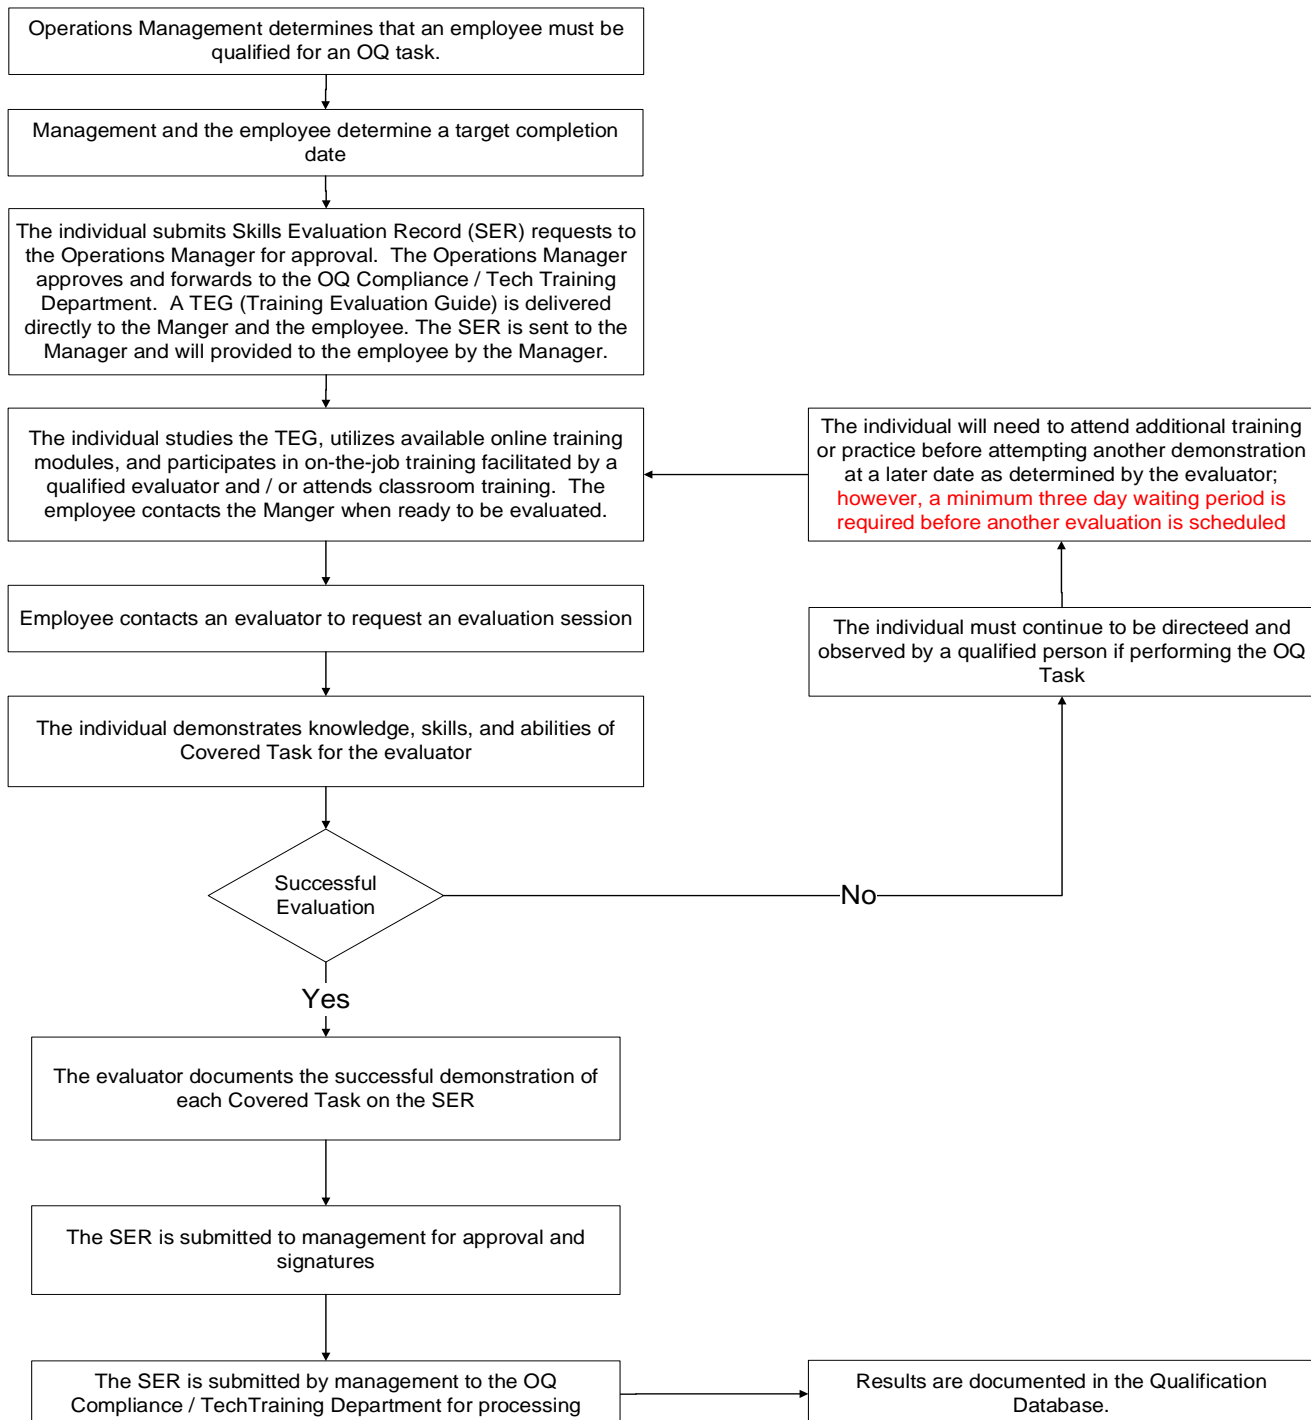 Operations Management determines that an employee must be
qualified for an OQ task.
Management and the employee determine a target completion
date
The individual submits Skills Evaluation Record (SER) requests to
the Operations Manager for approval.  The Operations Manager
approves and forwards to the OQ Compliance / Tech Training
Department.  A TEG (Training Evaluation Guide) is delivered
directly to the Manger and the employee. The SER is sent to the
Manager and will provided to the employee by the Manager.
The individual studies the TEG, utilizes available online training
modules, and participates in on-the-job training facilitated by a
qualified evaluator and / or attends classroom training.  The
employee contacts the Manger when ready to be evaluated.
The individual will need to attend additional training
or practice before attempting another demonstration
at a later date as determined by the evaluator;
however, a minimum three day waiting period is
required before another evaluation is scheduled
Employee contacts an evaluator to request an evaluation session
The individual must continue to be directeed and
observed by a qualified person if performing the OQ
Task
The individual demonstrates knowledge, skills, and abilities of
Covered Task for the evaluator
Successful
Evaluation
No
Yes
The evaluator documents the successful demonstration of
each Covered Task on the SER
The SER is submitted to management for approval and
signatures
The SER is submitted by management to the OQ
Compliance / TechTraining Department for processing
Results are documented in the Qualification
Database.